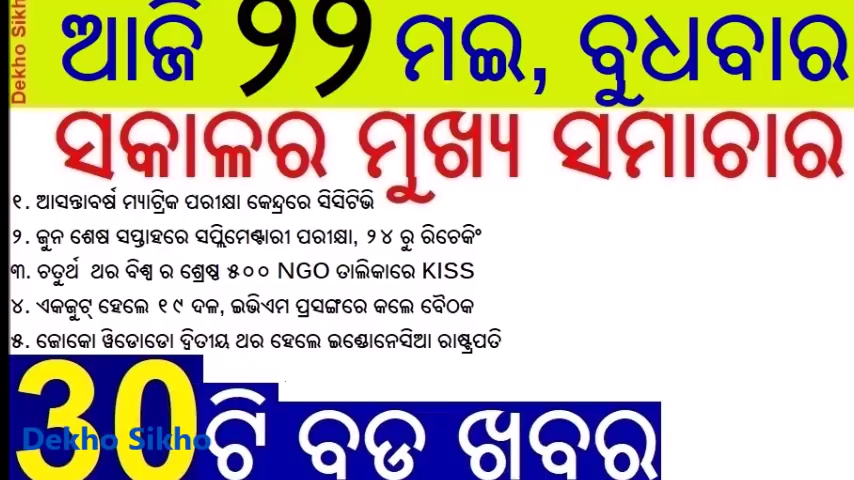 Dekho Sikh
ଆଜି ୨୨ ମଇ, ବୁଧବାର
ସକାଳର ମୁଖ୍ୟ ସମାଚାର
୧. ଆସନ୍ତାବର୍ଷ ମ୍ୟାଟ୍ରିକ ପରୀକ୍ଷା କେନ୍ଦ୍ରରେ ସିସିଟିଭି
୨. ଜୁନ ଶେଷ ସପ୍ତାହରେ ସପ୍ଲିମେଣ୍ଟାରୀ ପରୀକ୍ଷା, ୨୪ ରୁ ରିଚେକିଂ
୩. ଚତୁର୍ଥ ଥର ବିଶ୍ୱ ର ଶ୍ରେଷ୍ଠ ୫୦୦ NGO ତାଲିକାରେ KISS
୪. ଏକଜୁଟ୍ ହେଲେ ୧୯ ଦଳ, ଇଭିଏମ ପ୍ରସଙ୍ଗରେ କଲେ ବୈଠକ
୫. ଜୋକୋ ୱିଡୋଡୋ ଦ୍ୱିତୀୟ ଥର ହେଲେ ଇଣ୍ଡୋନେସିଆ ରାଷ୍ଟ୍ରପତି
30ଟି ବଡ ଖବର
Dekho Sikho